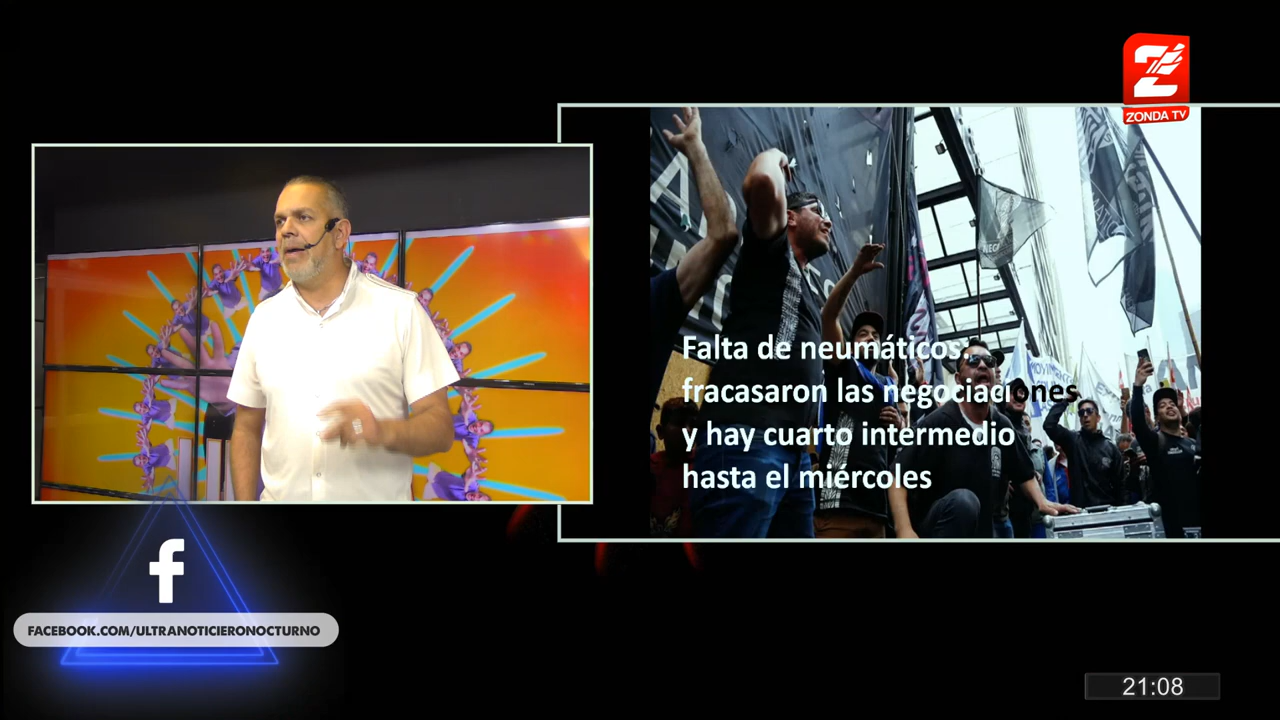 ZONDA TV
Falta de neumáticos:
fracasaron las negociaciones
y hay cuarto intermedio
hasta el miércoles
FACEBOOK.COM/ULTRANOTICIERONOCTURNO
21:08